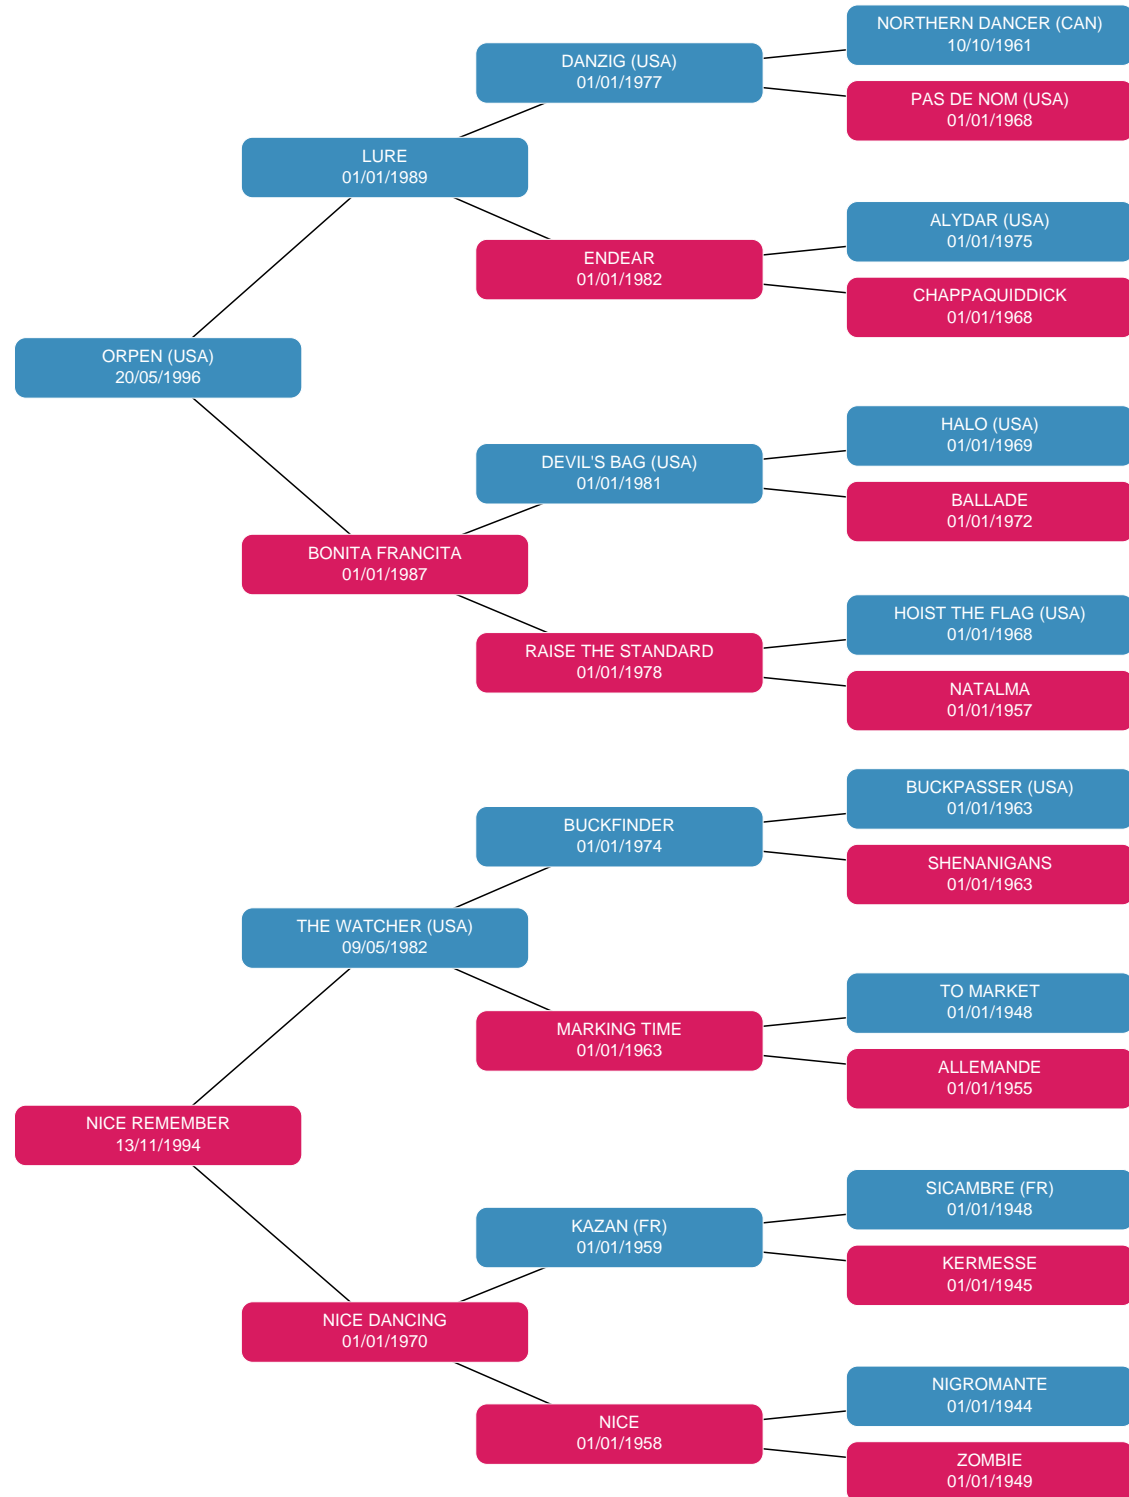 NORTHERN DANCER (CAN)
10/10/1961
DANZIG (USA)
01/01/1977
PAS DE NOM (USA)
01/01/1968
LURE
01/01/1989
ALYDAR (USA)
01/01/1975
ENDEAR
01/01/1982
CHAPPAQUIDDICK
01/01/1968
ORPEN (USA)
20/05/1996
HALO (USA)
01/01/1969
DEVIL'S BAG (USA)
01/01/1981
BALLADE
01/01/1972
BONITA FRANCITA
01/01/1987
HOIST THE FLAG (USA)
01/01/1968
RAISE THE STANDARD
01/01/1978
NATALMA
01/01/1957
BUCKPASSER (USA)
01/01/1963
BUCKFINDER
01/01/1974
SHENANIGANS
01/01/1963
THE WATCHER (USA)
09/05/1982
TO MARKET
01/01/1948
MARKING TIME
01/01/1963
ALLEMANDE
01/01/1955
NICE REMEMBER
13/11/1994
SICAMBRE (FR)
01/01/1948
KAZAN (FR)
01/01/1959
KERMESSE
01/01/1945
NICE DANCING
01/01/1970
NIGROMANTE
01/01/1944
NICE
01/01/1958
ZOMBIE
01/01/1949